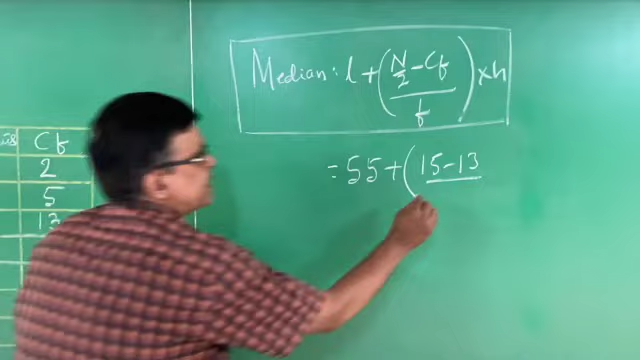 Cf
2
5
13
Median : l + ( N/2 - Cf / f ) × h
= 55 + ( 15 - 13